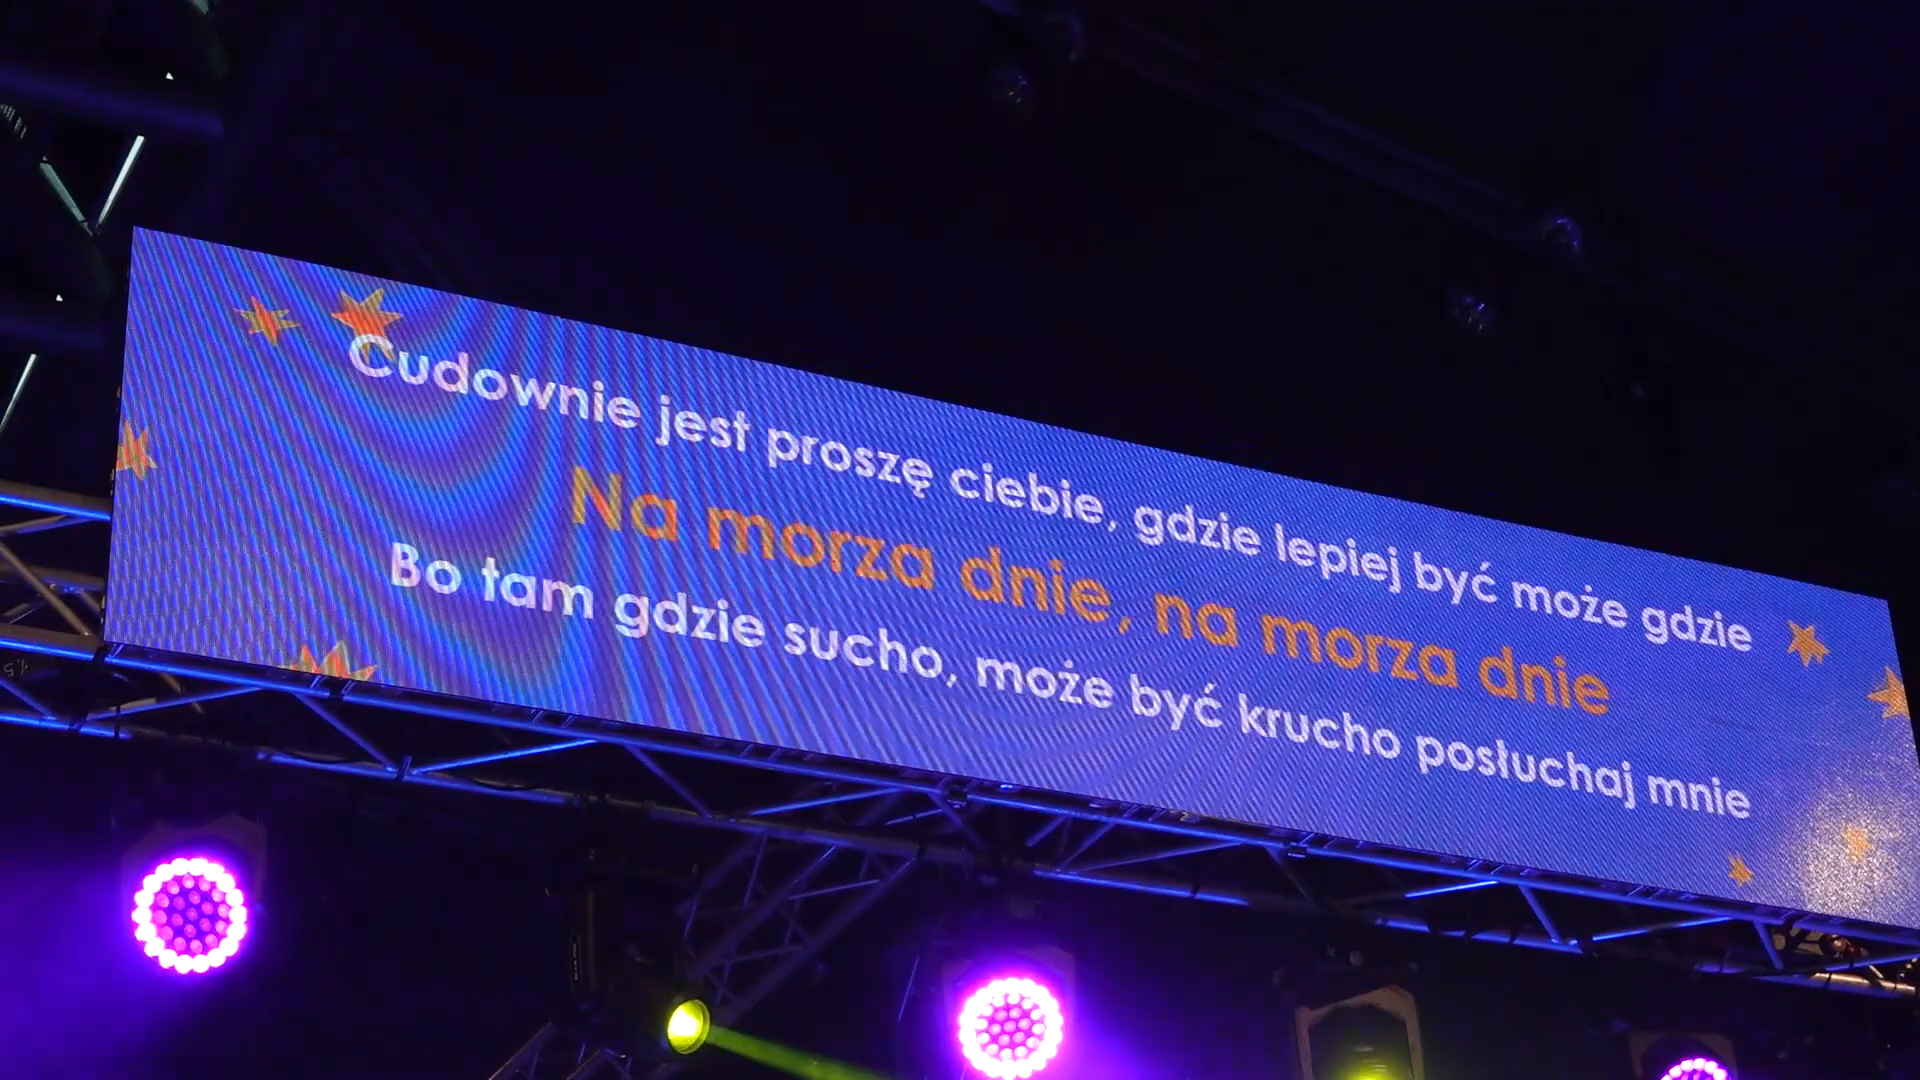 Cudownie jest proszę ciebie, gdzie lepiej być może gdzie
Na morza dnie, na morza dnie
Bo tam gdzie sucho, może być krucho posłuchaj mnie